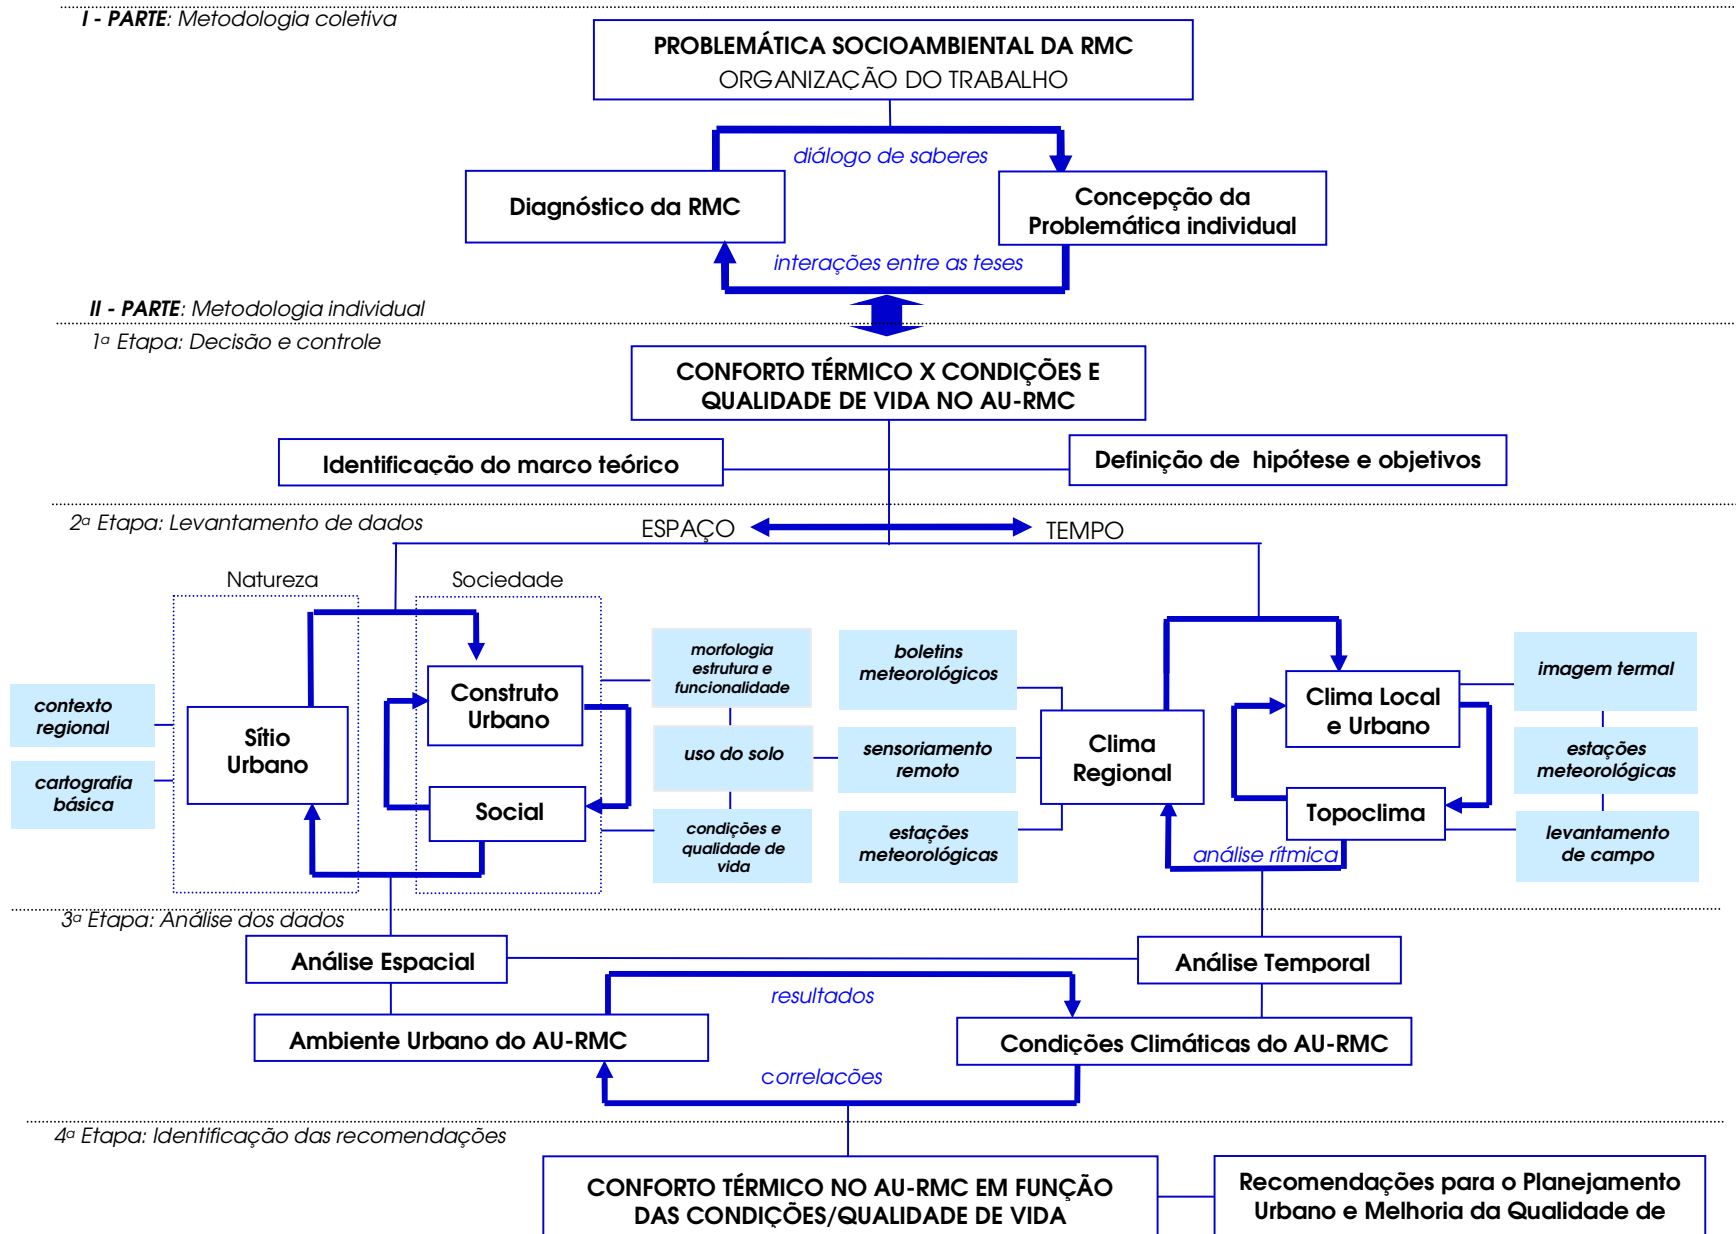 I - PARTE: Metodologia coletiva
PROBLEMÁTICA SOCIOAMBIENTAL DA RMC
ORGANIZAÇÃO DO TRABALHO
diálogo de saberes
Diagnóstico da RMC
Concepção da
Problemática individual
interações entre as teses
II - PARTE: Metodologia individual
1ª Etapa: Decisão e controle
CONFORTO TÉRMICO X CONDIÇÕES E
QUALIDADE DE VIDA NO AU-RMC
Identificação do marco teórico
Definição de hipótese e objetivos
2ª Etapa: Levantamento de dados
ESPAÇO
TEMPO
Natureza
Sociedade
contexto
regional
cartografia
básica
Sítio
Urbano
Construto
Urbano
Social
morfologia
estrutura e
funcionalidade
uso do solo
condições e
qualidade de
vida
boletins
meteorológicos
sensoriamento
remoto
estações
meteorológicas
Clima
Regional
Clima Local
e Urbano
Topoclima
análise rítmica
imagem termal
estações
meteorológicas
levantamento
de campo
3ª Etapa: Análise dos dados
Análise Espacial
Análise Temporal
resultados
Ambiente Urbano do AU-RMC
Condições Climáticas do AU-RMC
correlacões
4ª Etapa: Identificação das recomendações
CONFORTO TÉRMICO NO AU-RMC EM FUNÇÃO
DAS CONDIÇÕES/QUALIDADE DE VIDA
Recomendações para o Planejamento
Urbano e Melhoria da Qualidade de